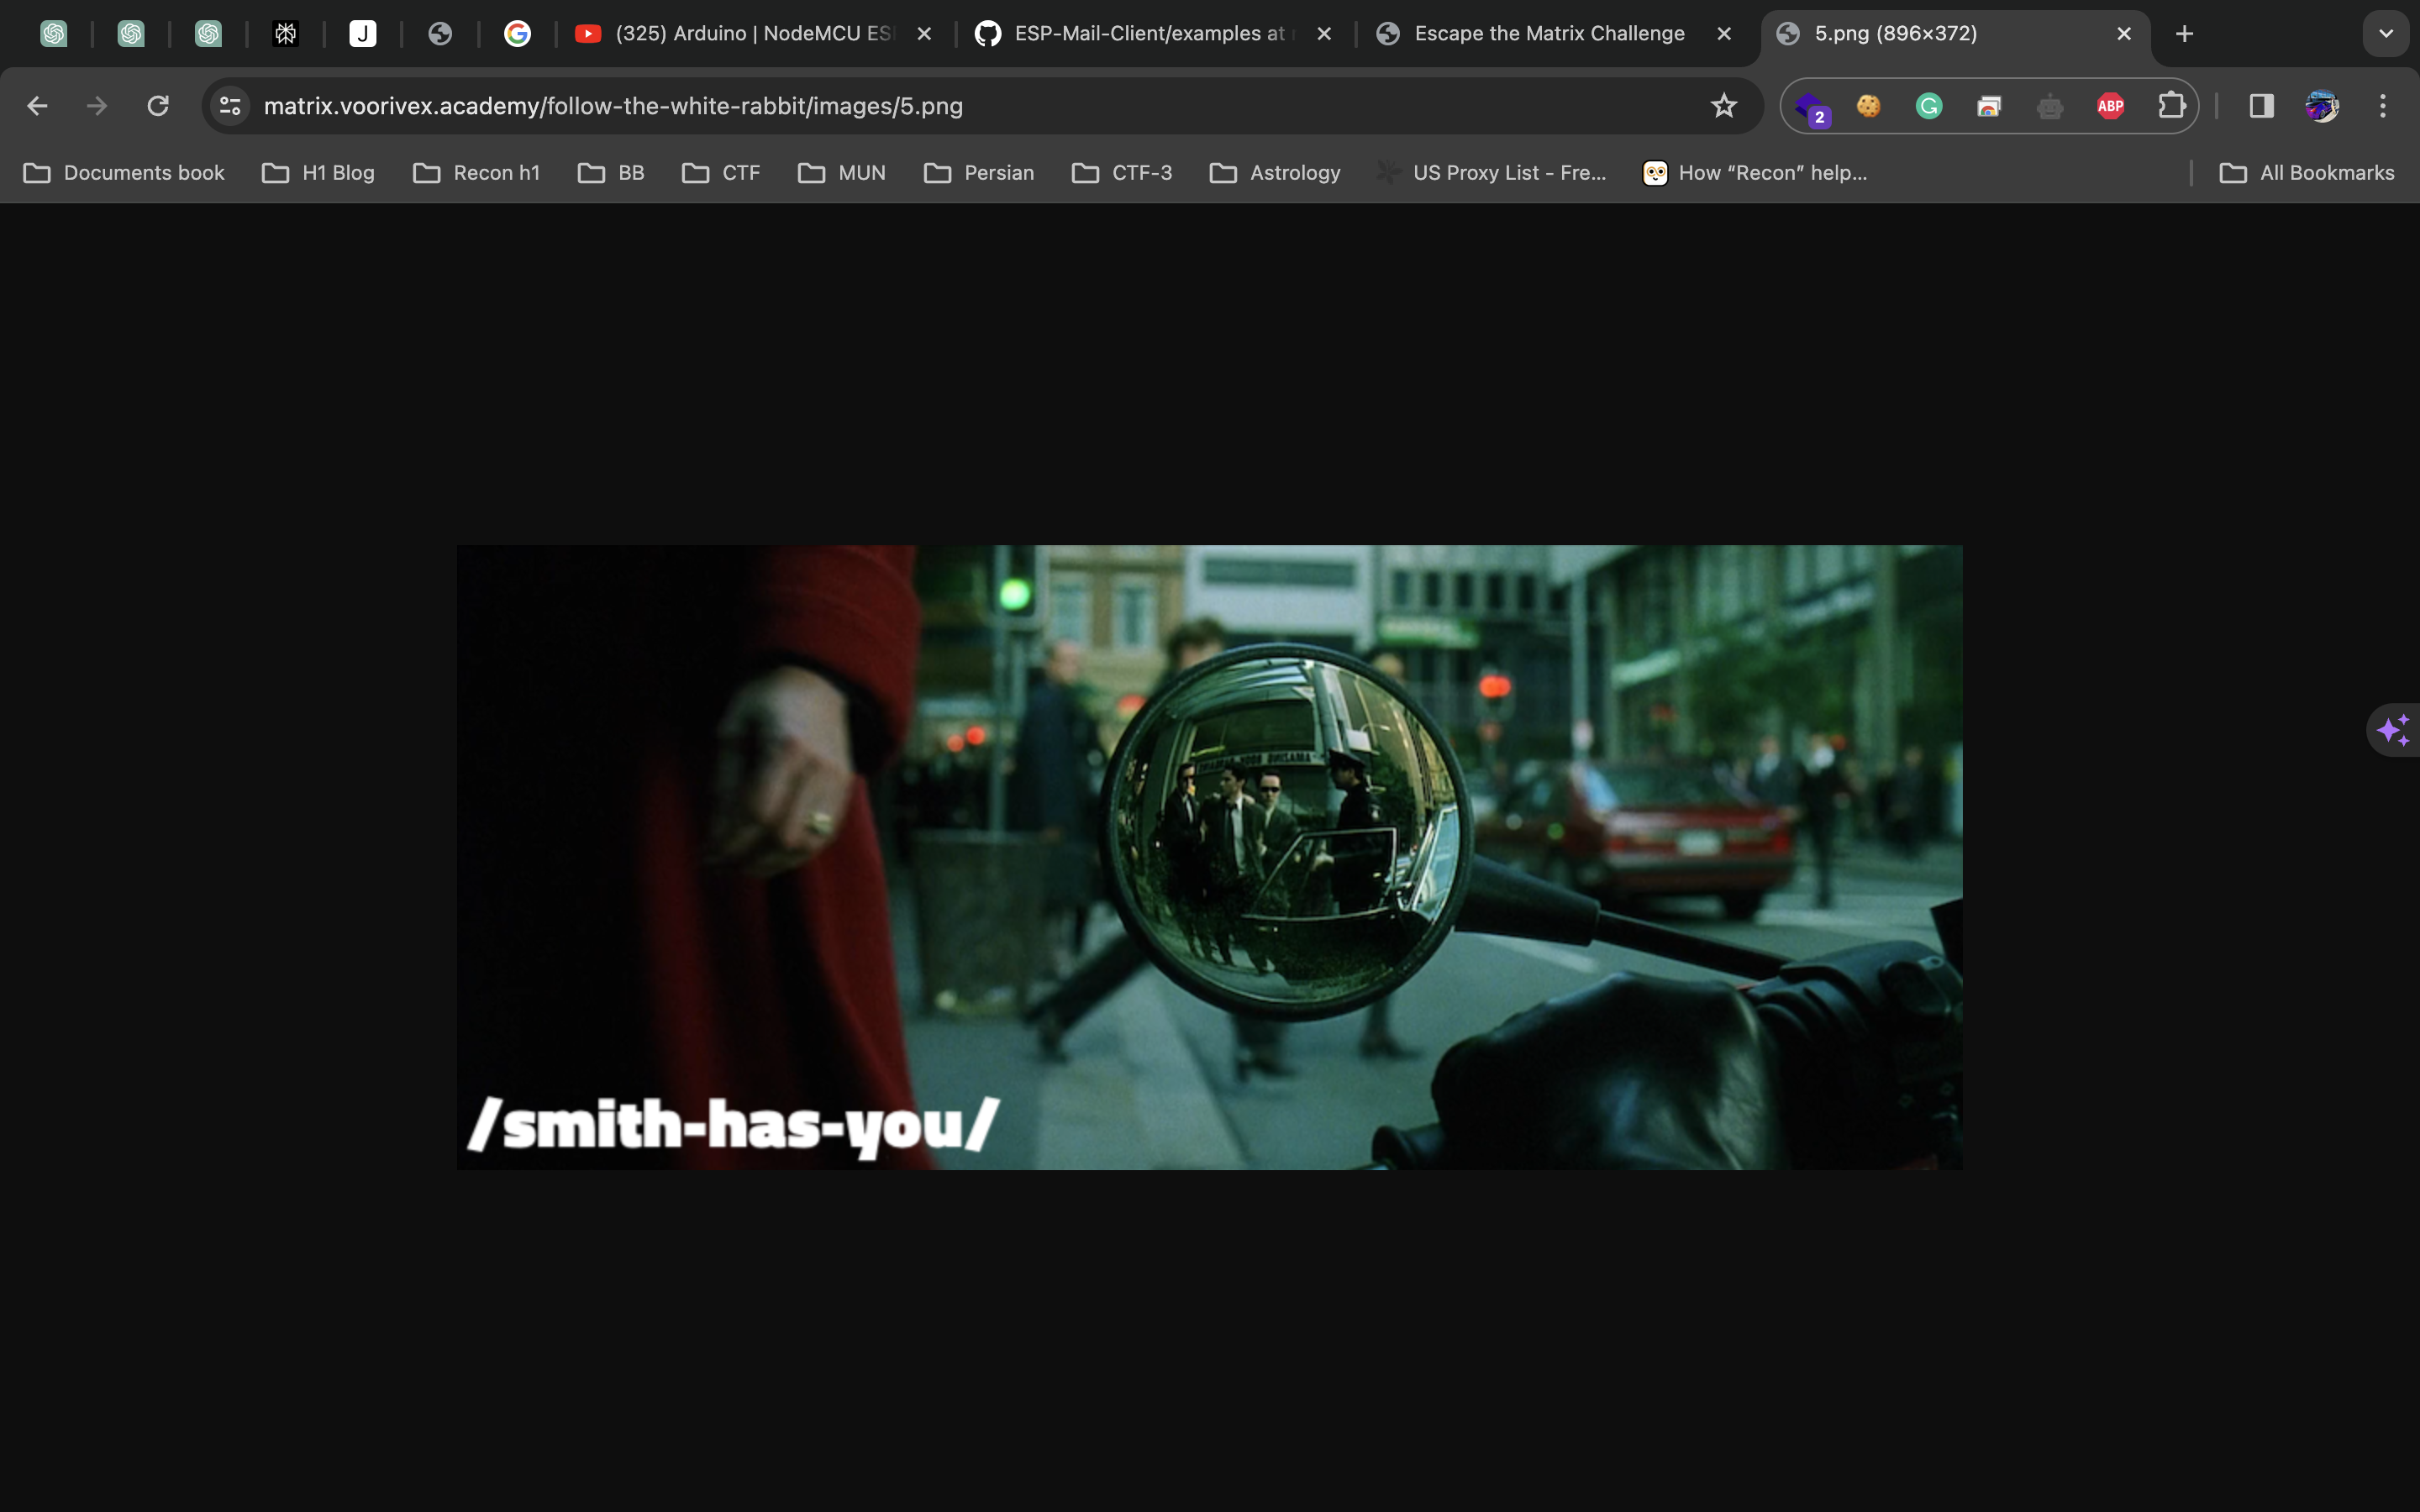 (325) Arduino | NodeMCU ES
ESP-Mail-Client/examples at
Escape the Matrix Challenge
5.png (896×372)
matrix.voorivex.academy/follow-the-white-rabbit/images/5.png
2
ABP
Documents book
H1 Blog
Recon h1
BB
CTF
MUN
Persian
CTF-3
Astrology
US Proxy List - Fre...
How “Recon” help...
All Bookmarks
/smith-has-you/